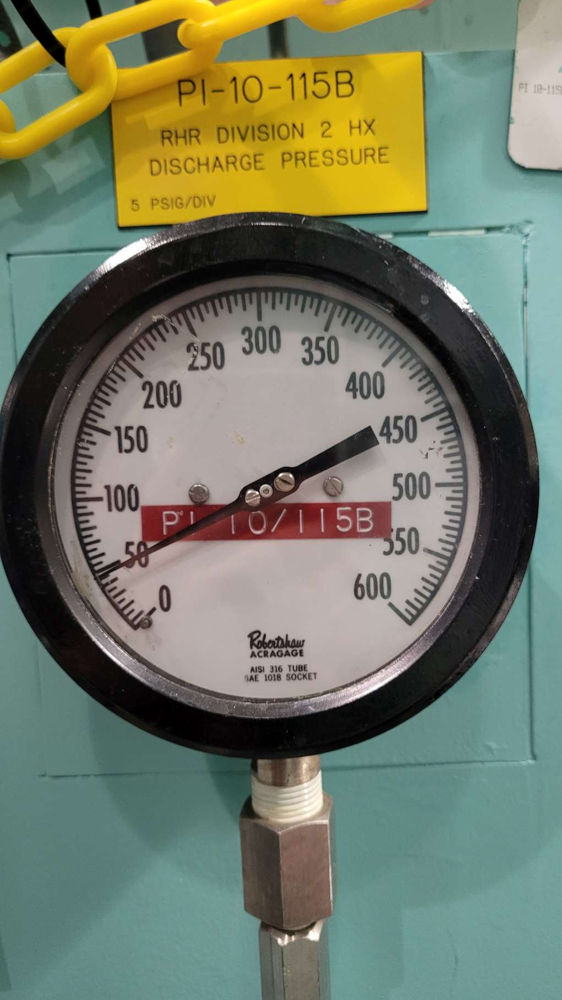 PI-10-115B
RHR DIVISION 2 HX
DISCHARGE PRESSURE
5 PSIG/DIV
PI 10-115
300
250
350
200
400
150
450
100
500
PI 10/115B
50
550
0
600
Robertshaw
ACRAGAGE
AISI 316 TUBE
SAE 1018 SOCKET